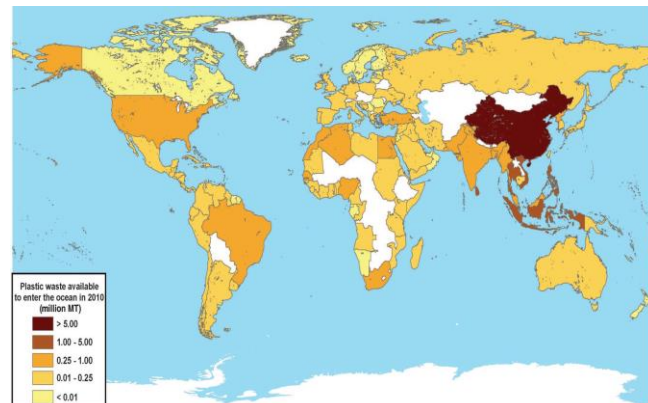 Plastic waste available
to enter the ocean in 2010
(million MT)
> 5.00
1.00 - 5.00
0.25 - 1.00
0.01 - 0.25
< 0.01